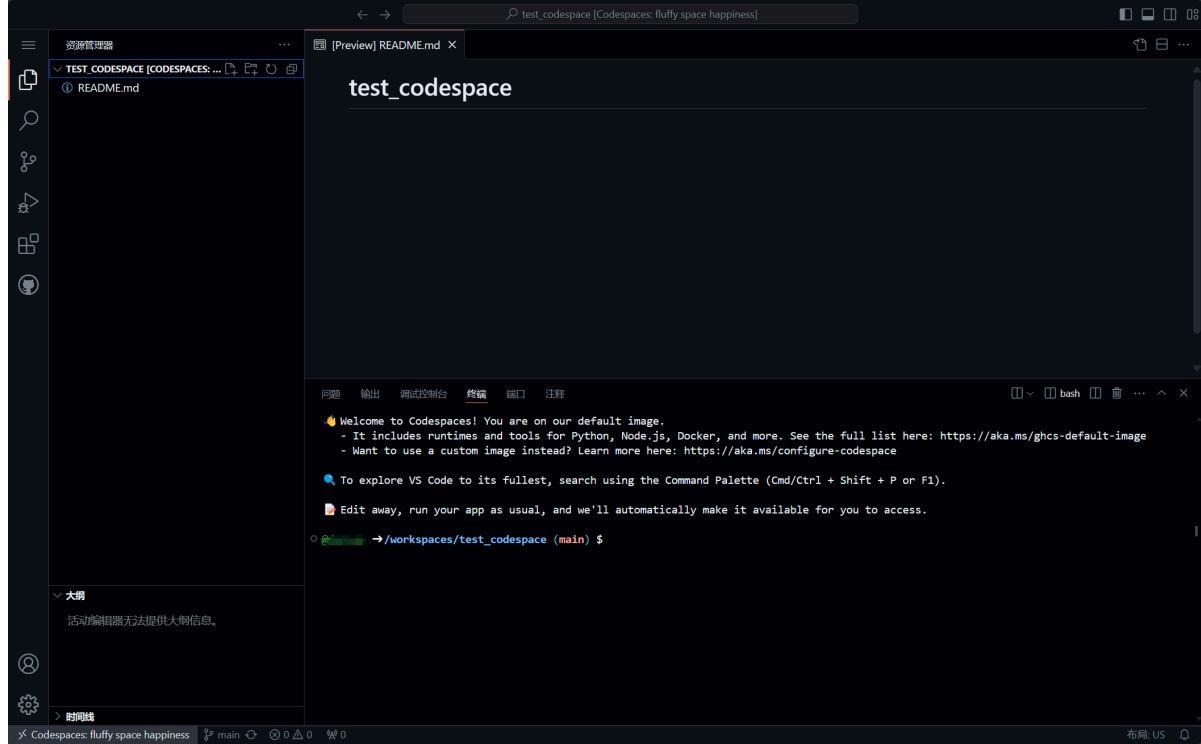 test_codespace [Codespaces: fluffy space happiness]
资源管理器
TEST_CODESPACE [CODESPACES: ...
README.md
[Preview] README.md
test_codespace
问题 输出 调试控制台 终端 端口 注释
bash
👋 Welcome to Codespaces! You are on our default image.
- It includes runtimes and tools for Python, Node.js, Docker, and more. See the full list here: https://aka.ms/ghcs-default-image
- Want to use a custom image instead? Learn more here: https://aka.ms/configure-codespace
🔍 To explore VS Code to its fullest, search using the Command Palette (Cmd/Ctrl + Shift + P or F1).
📝 Edit away, run your app as usual, and we'll automatically make it available for you to access.
➜/workspaces/test_codespace (main) $
大纲
活动编辑器无法提供大纲信息。
时间线
Codespaces: fluffy space happiness main 0 0 0 布局: US